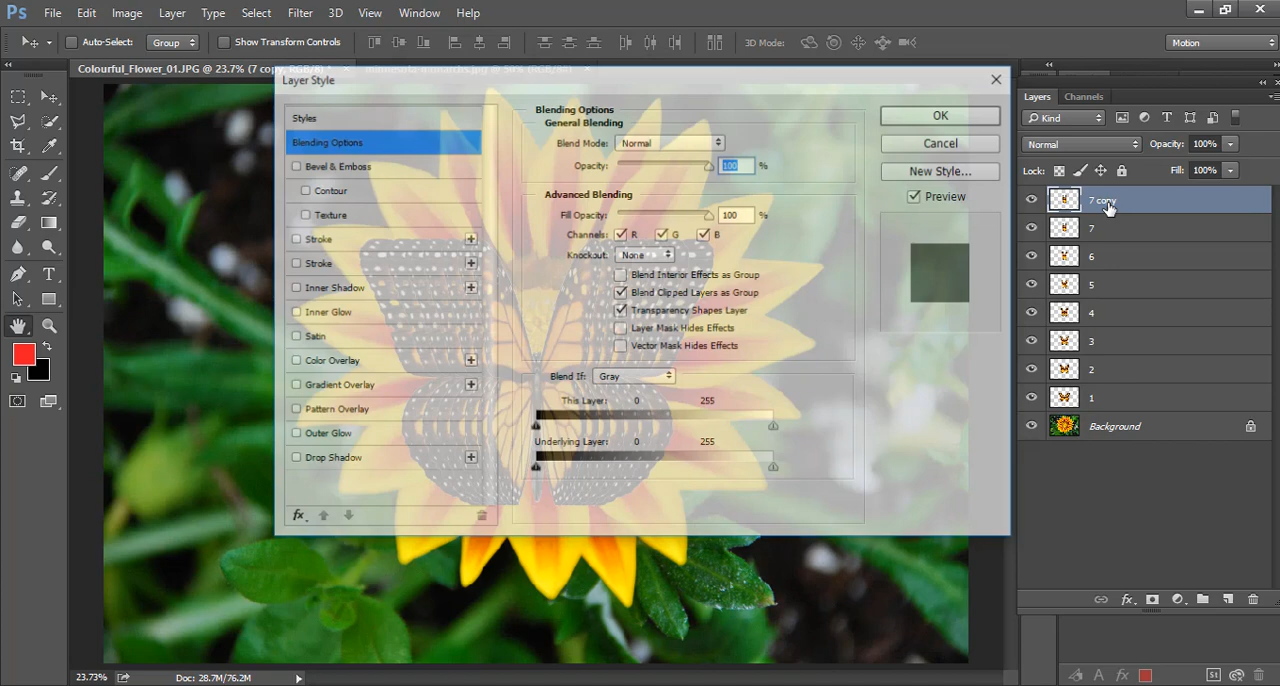 Ps File Edit Image Layer Type Select Filter 3D View Window Help
Auto-Select: Group Show Transform Controls 3D Mode: Motion
Colourful_Flower_01.JPG @ 23.7% (7 copy, RGB/8) *
Layer Style
Styles
Blending Options
Bevel & Emboss
Contour
Texture
Stroke
Stroke
Inner Shadow
Inner Glow
Satin
Color Overlay
Gradient Overlay
Pattern Overlay
Outer Glow
Drop Shadow
fx
Blending Options
General Blending
Blend Mode: Normal
Opacity: 100 %
Advanced Blending
Fill Opacity: 100 %
Channels: R G B
Knockout: None
Blend Interior Effects as Group
Blend Clipped Layers as Group
Transparency Shapes Layer
Layer Mask Hides Effects
Vector Mask Hides Effects
Blend If: Gray
This Layer: 0 255
Underlying Layer: 0 255
OK
Cancel
New Style...
Preview
Layers Channels
Kind
Normal Opacity: 100%
Lock: Fill: 100%
7 copy
7
6
5
4
3
2
1
Background
fx
23.73% Doc: 28.7M/76.2M